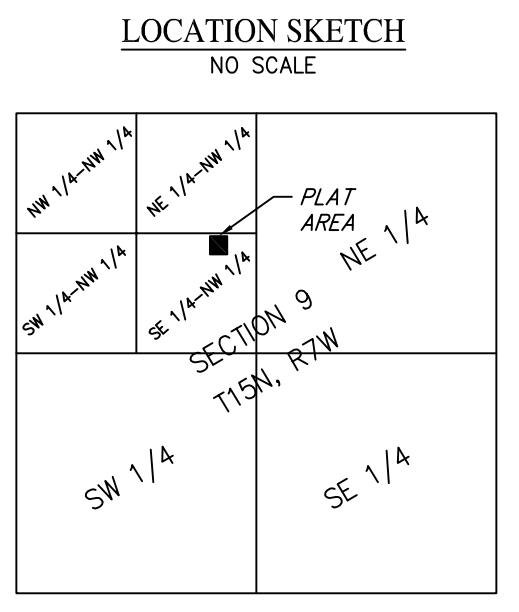 LOCATION SKETCH
NO SCALE
NW 1/4-NW 1/4
NE 1/4-NW 1/4
PLAT
AREA
NE 1/4
SW 1/4-NW 1/4
SE 1/4-NW 1/4
SECTION 9
T15N, R7W
SW 1/4
SE 1/4